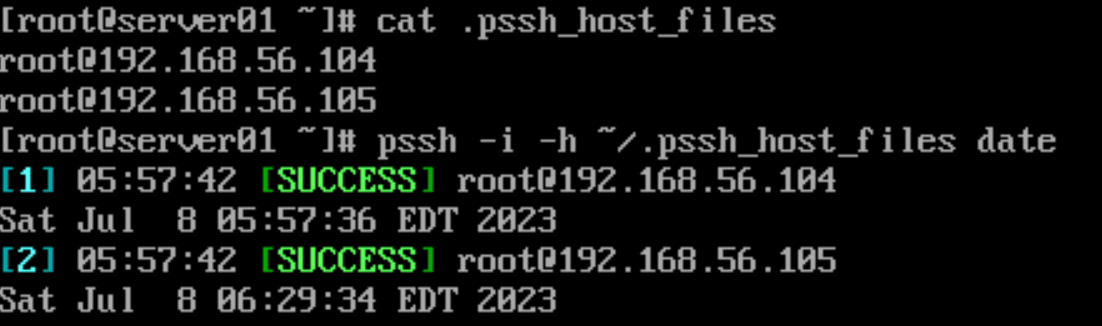 [root@server01 ~]# cat .pssh_host_files
root@192.168.56.104
root@192.168.56.105
[root@server01 ~]# pssh -i -h ~/.pssh_host_files date
[1] 05:57:42 [SUCCESS] root@192.168.56.104
Sat Jul  8 05:57:36 EDT 2023
[2] 05:57:42 [SUCCESS] root@192.168.56.105
Sat Jul  8 06:29:34 EDT 2023